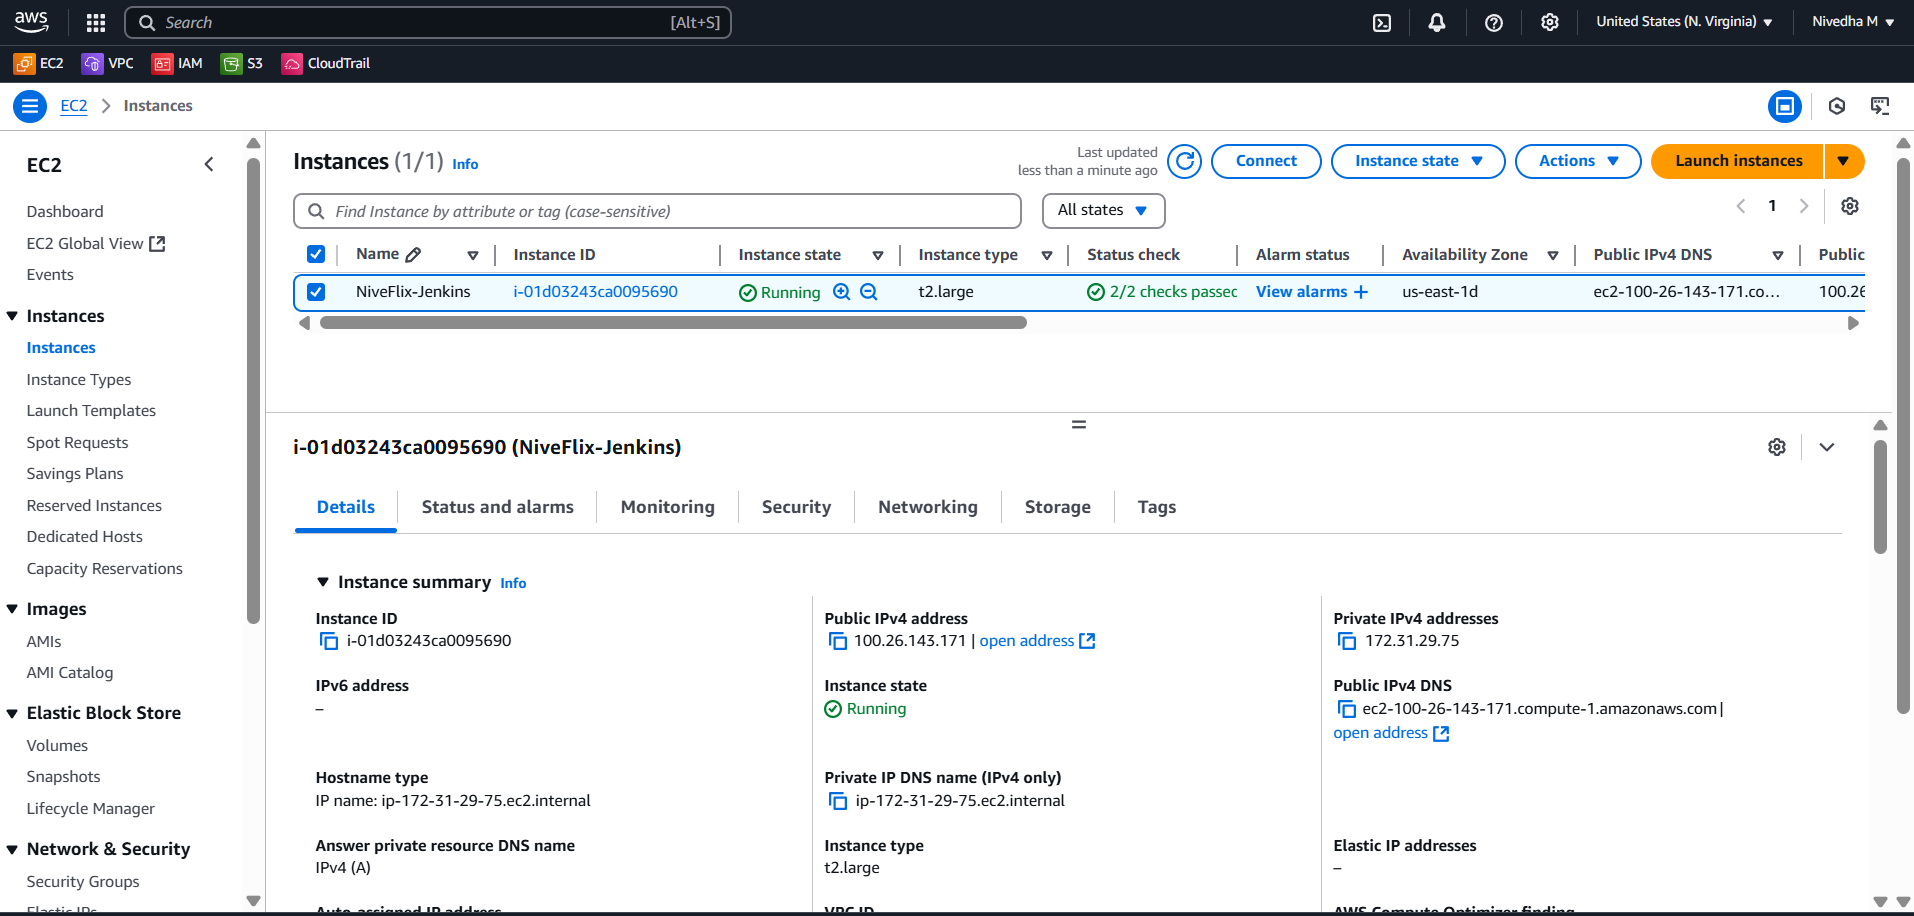 aws
Search [Alt+S]
United States (N. Virginia)
Nivedha M
EC2 VPC IAM S3 CloudTrail
EC2 Instances
EC2
Dashboard
EC2 Global View
Events
Instances
Instances
Instance Types
Launch Templates
Spot Requests
Savings Plans
Reserved Instances
Dedicated Hosts
Capacity Reservations
Images
AMIs
AMI Catalog
Elastic Block Store
Volumes
Snapshots
Lifecycle Manager
Network & Security
Security Groups
Elastic IPs
Instances (1/1) Info
Last updated
less than a minute ago
Connect
Instance state
Actions
Launch instances
Find Instance by attribute or tag (case-sensitive)
All states
1
Name Instance ID Instance state Instance type Status check Alarm status Availability Zone Public IPv4 DNS Public
NiveFlix-Jenkins i-01d03243ca0095690 Running t2.large 2/2 checks passed View alarms + us-east-1d ec2-100-26-143-171.co... 100.26
i-01d03243ca0095690 (NiveFlix-Jenkins)
Details Status and alarms Monitoring Security Networking Storage Tags
Instance summary Info
Instance ID
i-01d03243ca0095690
Public IPv4 address
100.26.143.171 | open address
Private IPv4 addresses
172.31.29.75
IPv6 address
–
Instance state
Running
Public IPv4 DNS
ec2-100-26-143-171.compute-1.amazonaws.com |
open address
Hostname type
IP name: ip-172-31-29-75.ec2.internal
Private IP DNS name (IPv4 only)
ip-172-31-29-75.ec2.internal
Answer private resource DNS name
IPv4 (A)
Instance type
t2.large
Elastic IP addresses
–
Auto-assigned IP address
VPC ID
AWS Compute Optimizer finding